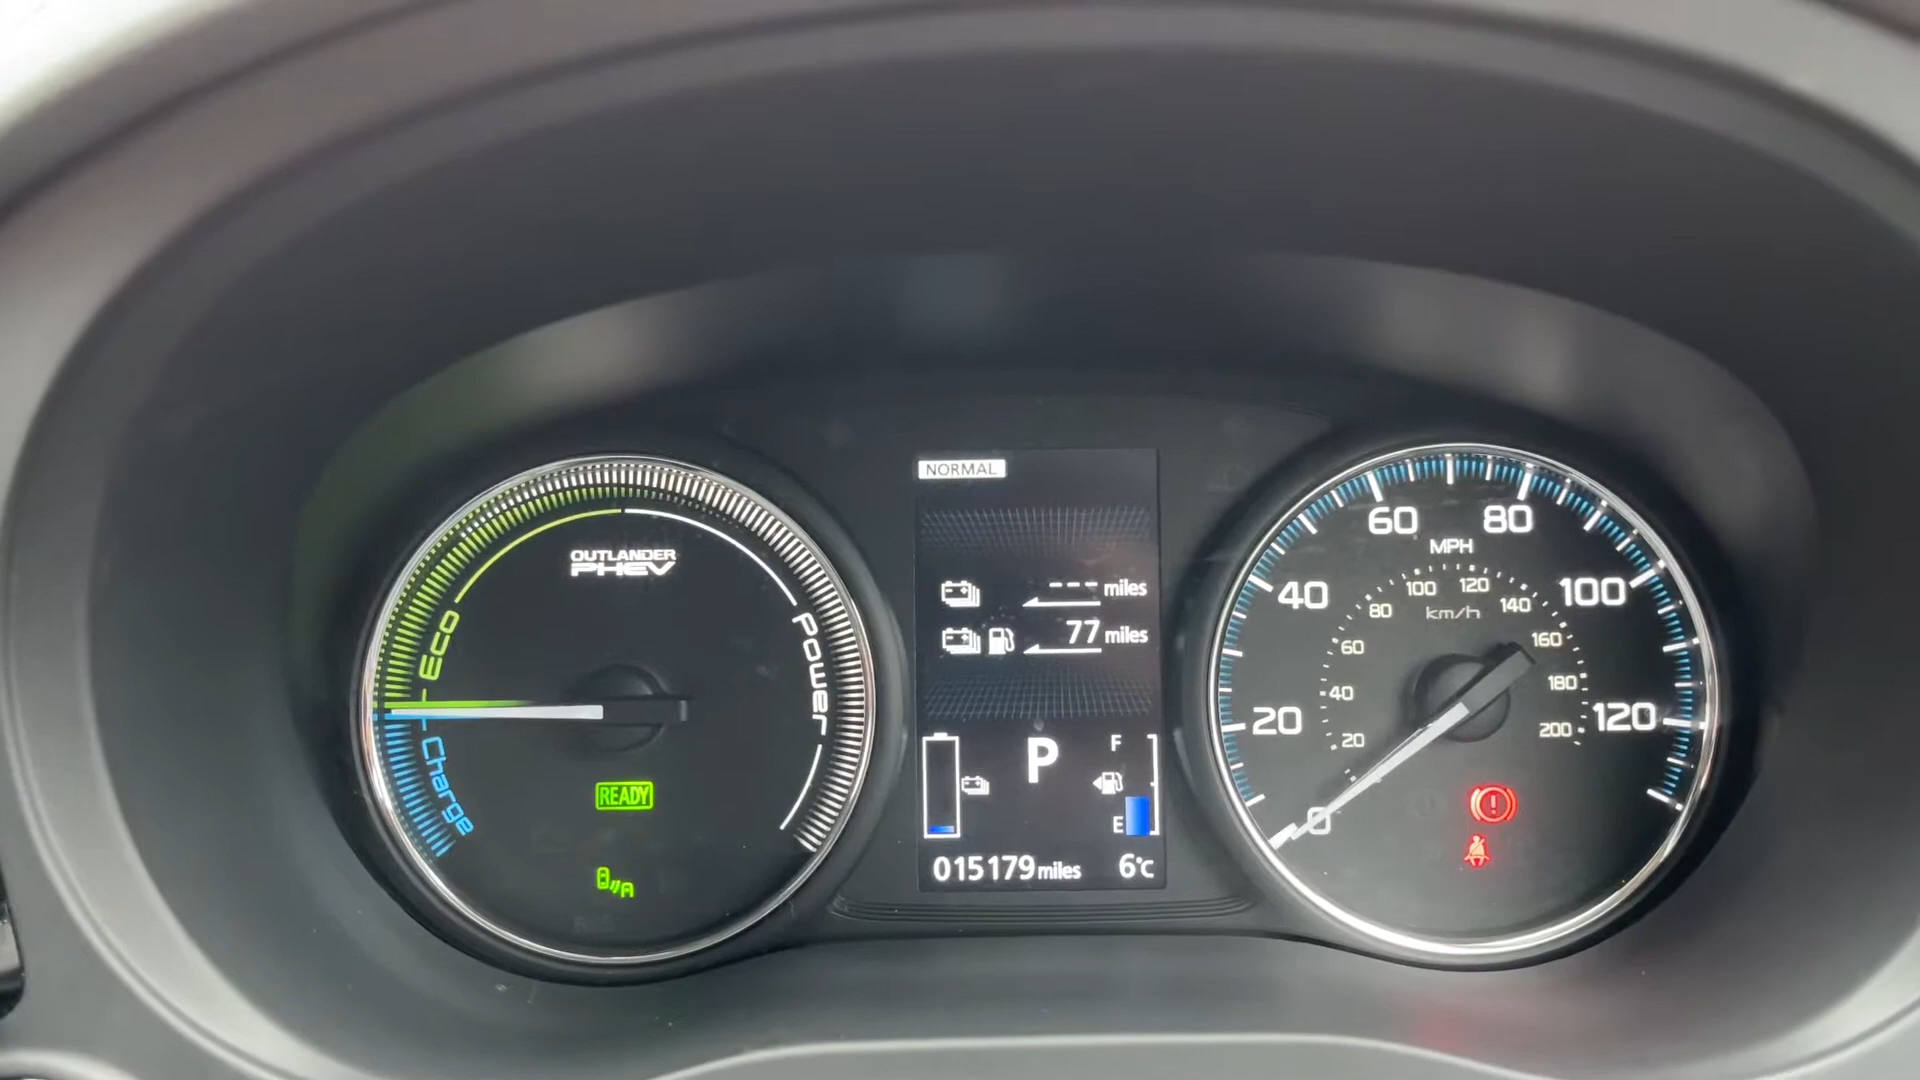 OUTLANDER
PHEV
Eco
Charge
Power
READY
A
NORMAL
--- miles
77 miles
P
F
E
015179 miles
6°C
MPH
0
20
40
60
80
100
120
km/h
20
40
60
80
100
120
140
160
180
200